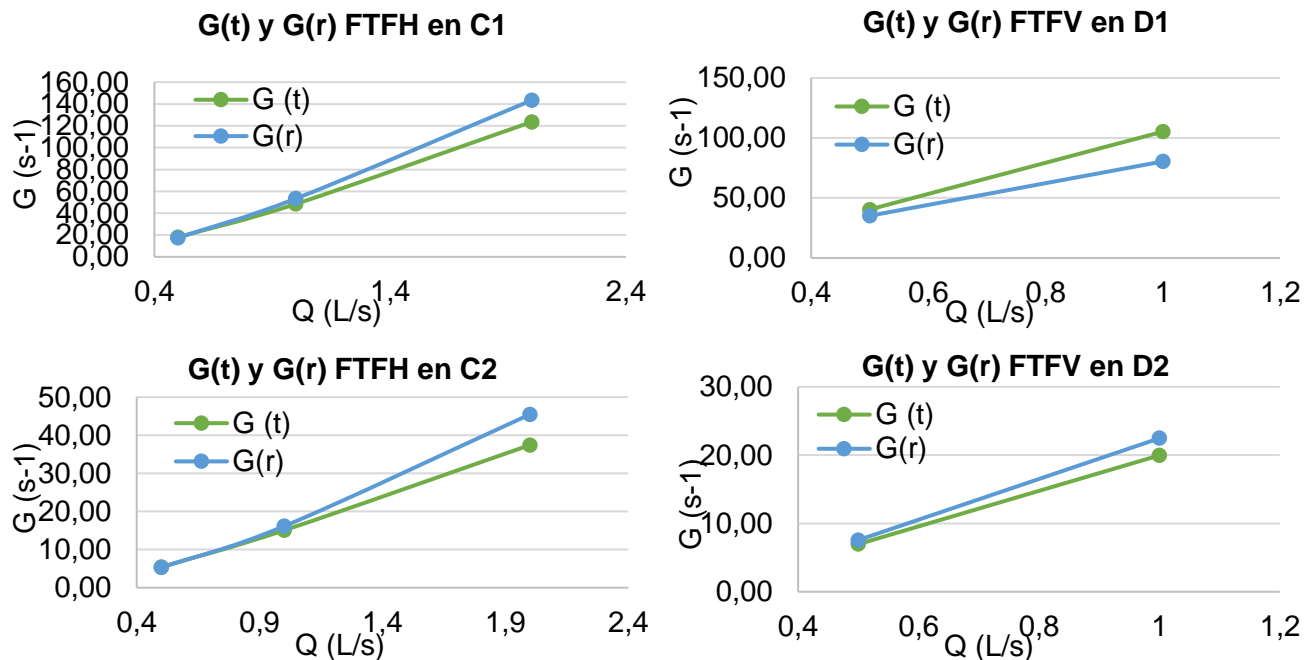 G(t) y G(r) FTFH en C1
G (s-1)
160,00
140,00
120,00
100,00
80,00
60,00
40,00
20,00
0,00
G (t)
G(r)
0,4
1,4
2,4
Q (L/s)
G(t) y G(r) FTFV en D1
G (s-1)
150,00
100,00
50,00
0,00
G (t)
G(r)
0,4
0,6
0,8
1
1,2
Q (L/s)
G(t) y G(r) FTFH en C2
G (s-1)
50,00
40,00
30,00
20,00
10,00
0,00
G (t)
G(r)
0,4
0,9
1,4
1,9
2,4
Q (L/s)
G(t) y G(r) FTFV en D2
G (s-1)
30,00
20,00
10,00
0,00
G (t)
G(r)
0,4
0,6
0,8
1
1,2
Q (L/s)